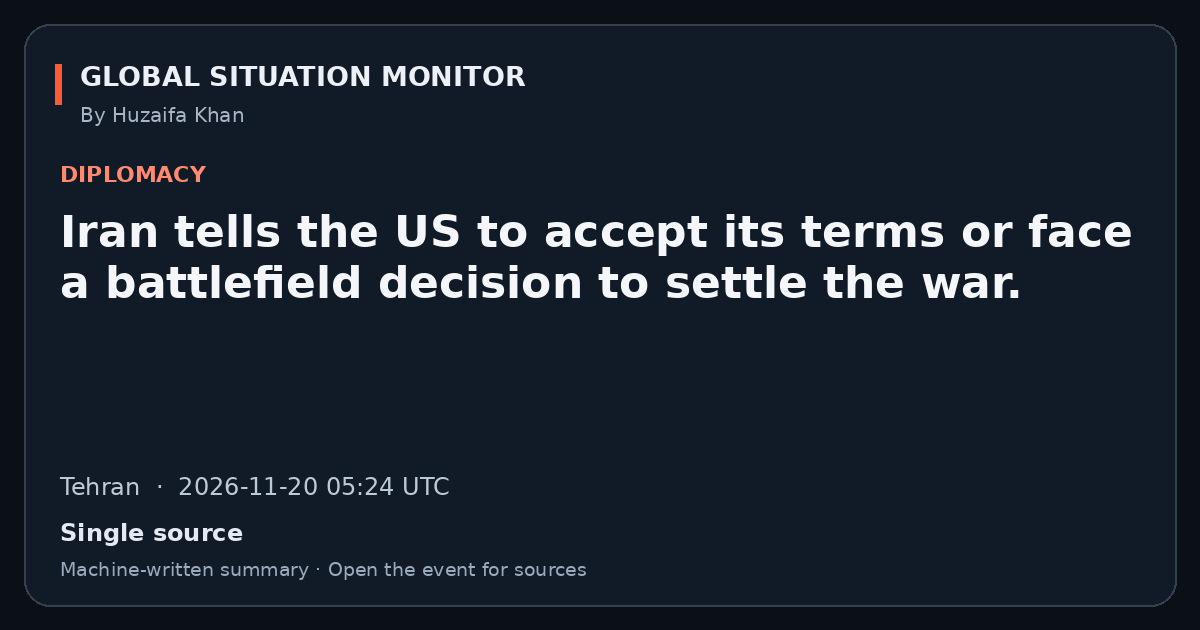 GLOBAL SITUATION MONITOR
By Huzaifa Khan
DIPLOMACY
Iran tells the US to accept its terms or face
a battlefield decision to settle the war.
Tehran · 2026-11-20 05:24 UTC
Single source
Machine-written summary · Open the event for sources